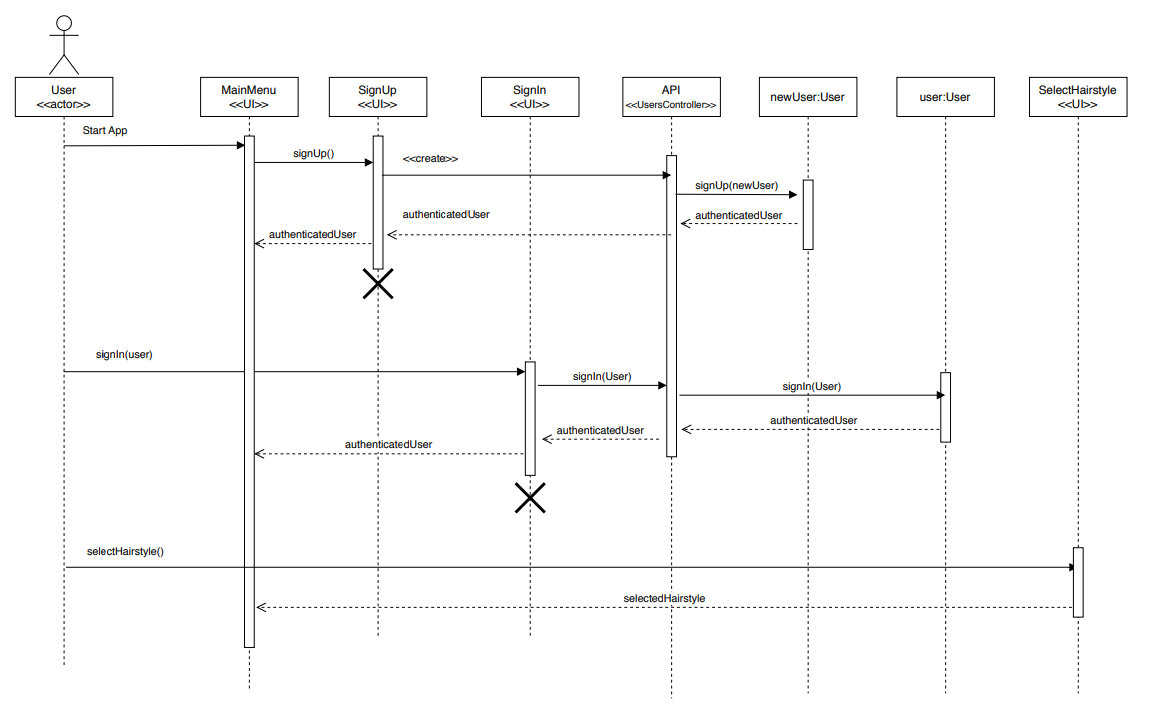 User
<<actor>>
MainMenu
<<UI>>
SignUp
<<UI>>
SignIn
<<UI>>
API
<<UsersController>>
newUser:User
user:User
SelectHairstyle
<<UI>>
Start App
signUp()
<<create>>
signUp(newUser)
authenticatedUser
authenticatedUser
authenticatedUser
signIn(user)
signIn(User)
signIn(User)
authenticatedUser
authenticatedUser
authenticatedUser
selectHairstyle()
selectedHairstyle